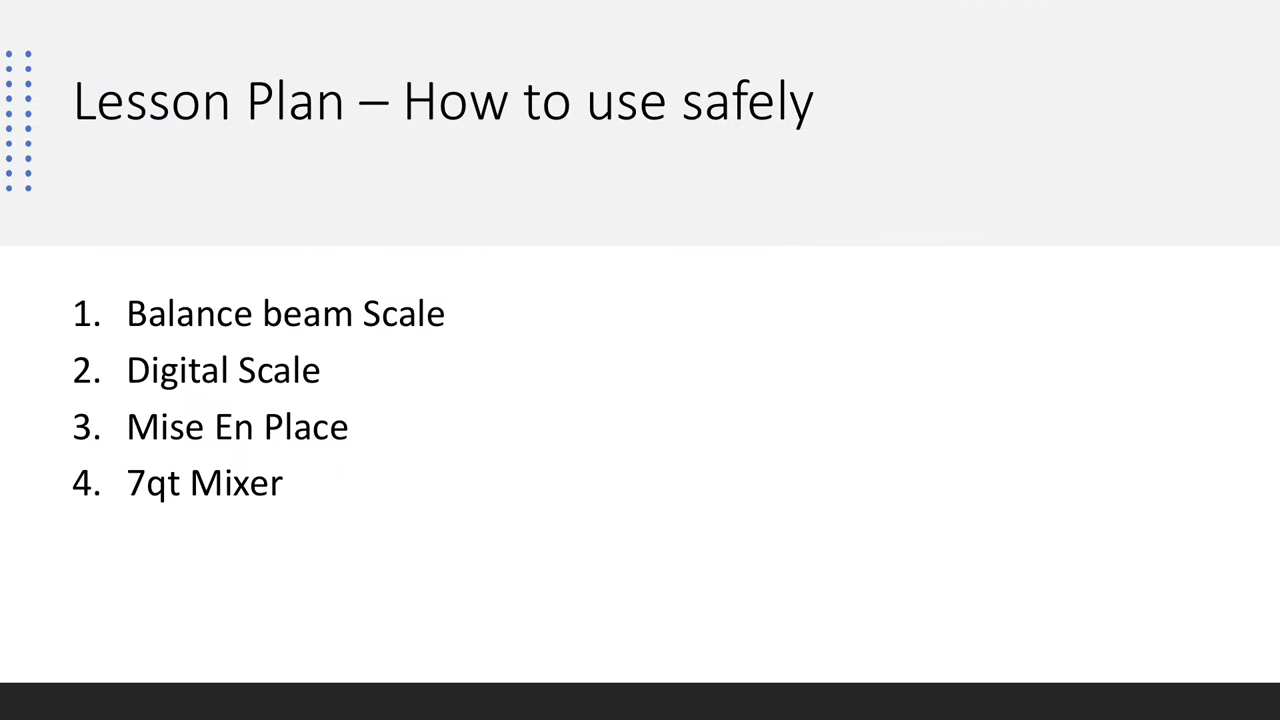 Lesson Plan – How to use safely
1. Balance beam Scale
2. Digital Scale
3. Mise En Place
4. 7qt Mixer